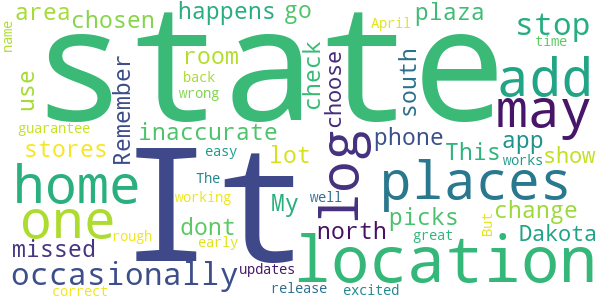 area chosen happens go plaza April stop
name state
room check choose south back wrong time add
use Remember may
guarantee inaccurate phone app
stores It easy lot log This works show
home The My places
one working dont picks change
missed rough early north great But Dakota
occasionally updates location
correct release excited well